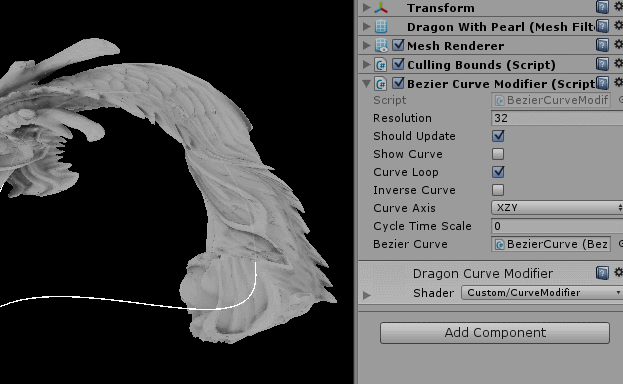 Transform
Dragon With Pearl (Mesh Filt
Mesh Renderer
Culling Bounds (Script)
Bezier Curve Modifier (Script
Script BezierCurveModif
Resolution 32
Should Update
Show Curve
Curve Loop
Inverse Curve
Curve Axis XZY
Cycle Time Scale 0
Bezier Curve BezierCurve (Bez
Dragon Curve Modifier
Shader Custom/CurveModifier
Add Component